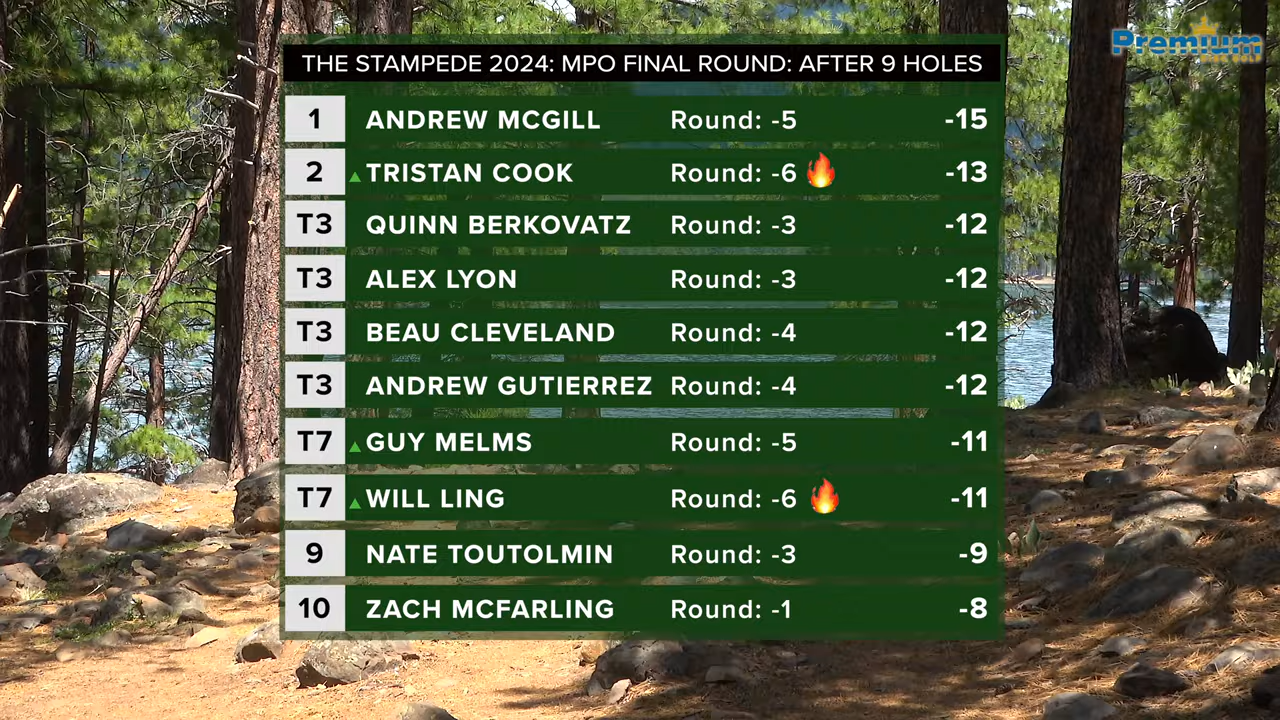 Premium
DISC GOLF
THE STAMPEDE 2024: MPO FINAL ROUND: AFTER 9 HOLES
1 ANDREW MCGILL Round: -5 -15
2 TRISTAN COOK Round: -6 -13
T3 QUINN BERKOVATZ Round: -3 -12
T3 ALEX LYON Round: -3 -12
T3 BEAU CLEVELAND Round: -4 -12
T3 ANDREW GUTIERREZ Round: -4 -12
T7 GUY MELMS Round: -5 -11
T7 WILL LING Round: -6 -11
9 NATE TOUTOLMIN Round: -3 -9
10 ZACH MCFARLING Round: -1 -8